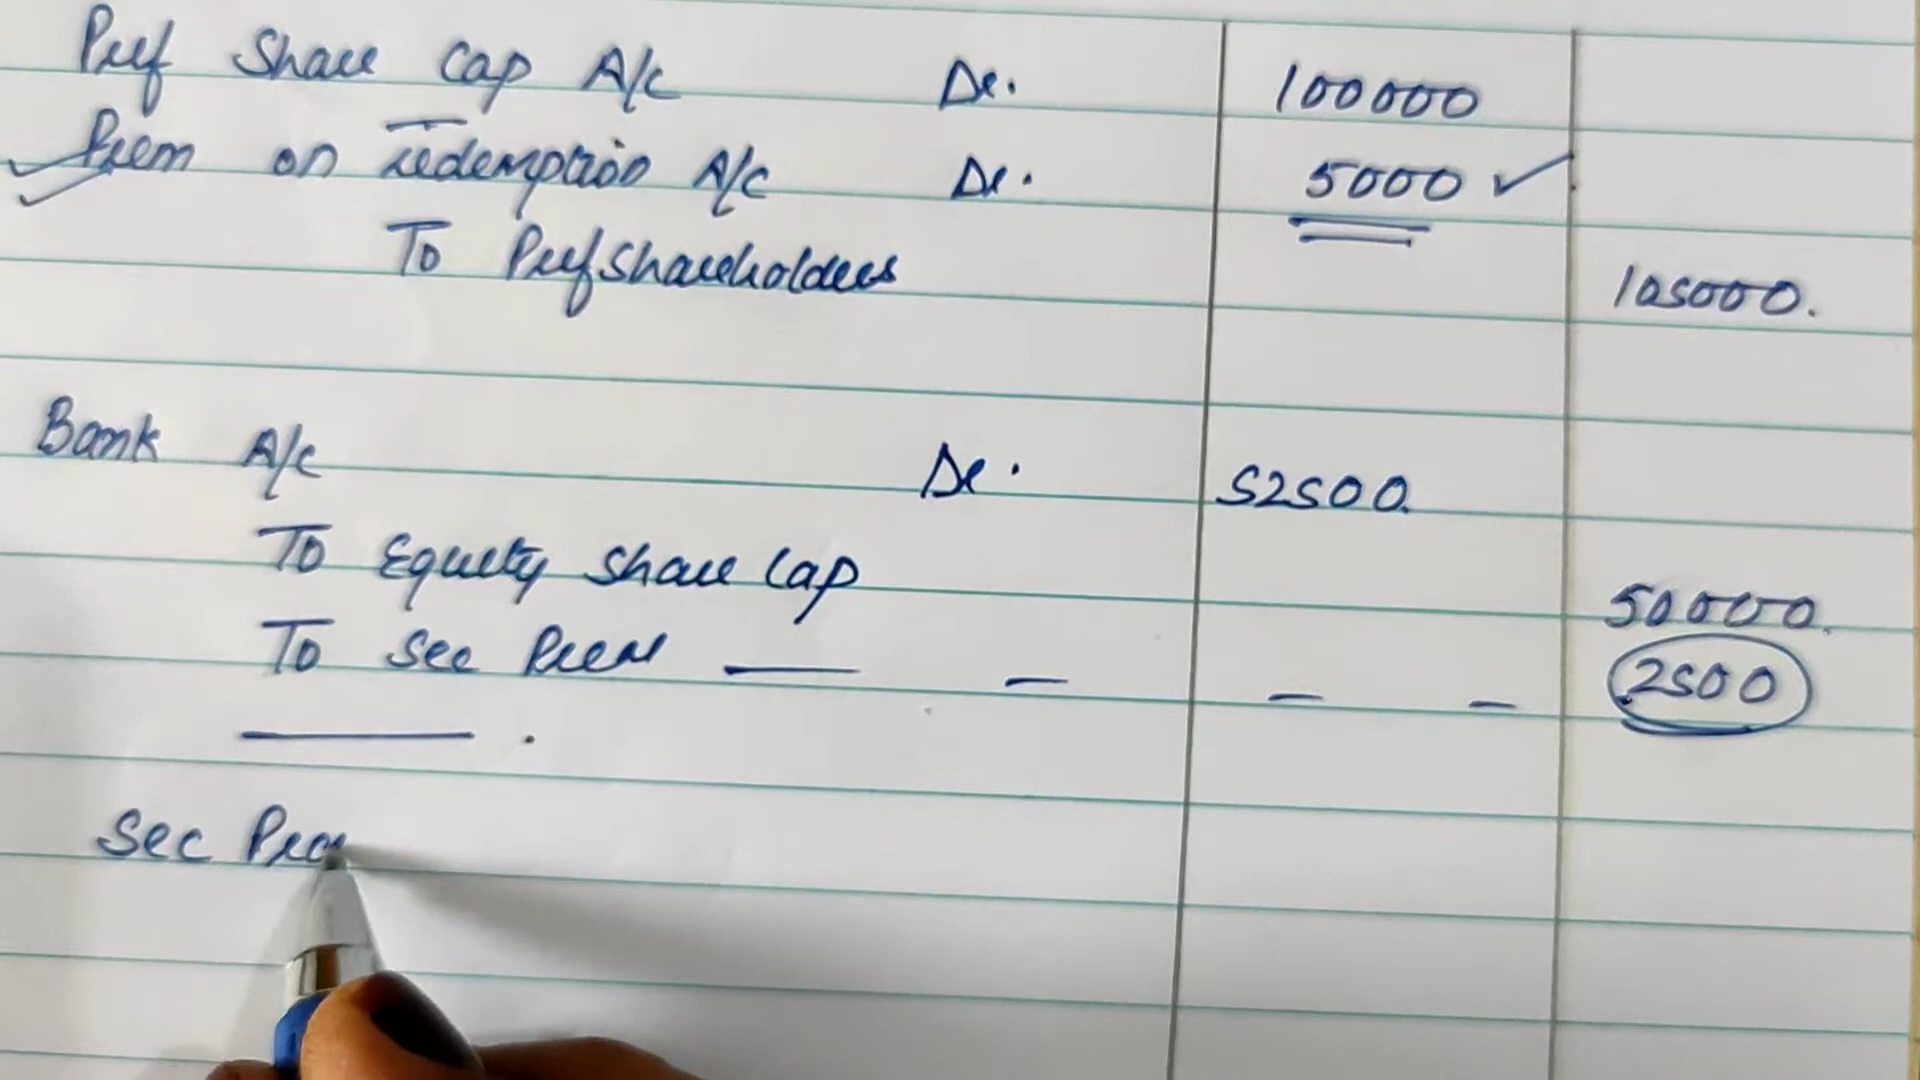 Pref Share Cap A/c Dr. 100000
Prem on redemption A/c Dr. 5000
To Pref Shareholders 105000.
Bank A/c Dr. 52500.
To Equity Share Cap 50000.
To Sec Prem 2500
Sec Prem